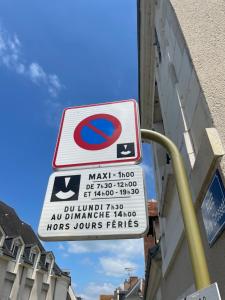 MAXI - 1h00
DE 7h30 - 12h00
ET 14h00 - 19h30
DU LUNDI 7h30
AU DIMANCHE 14h00
HORS JOURS FÉRIÉS